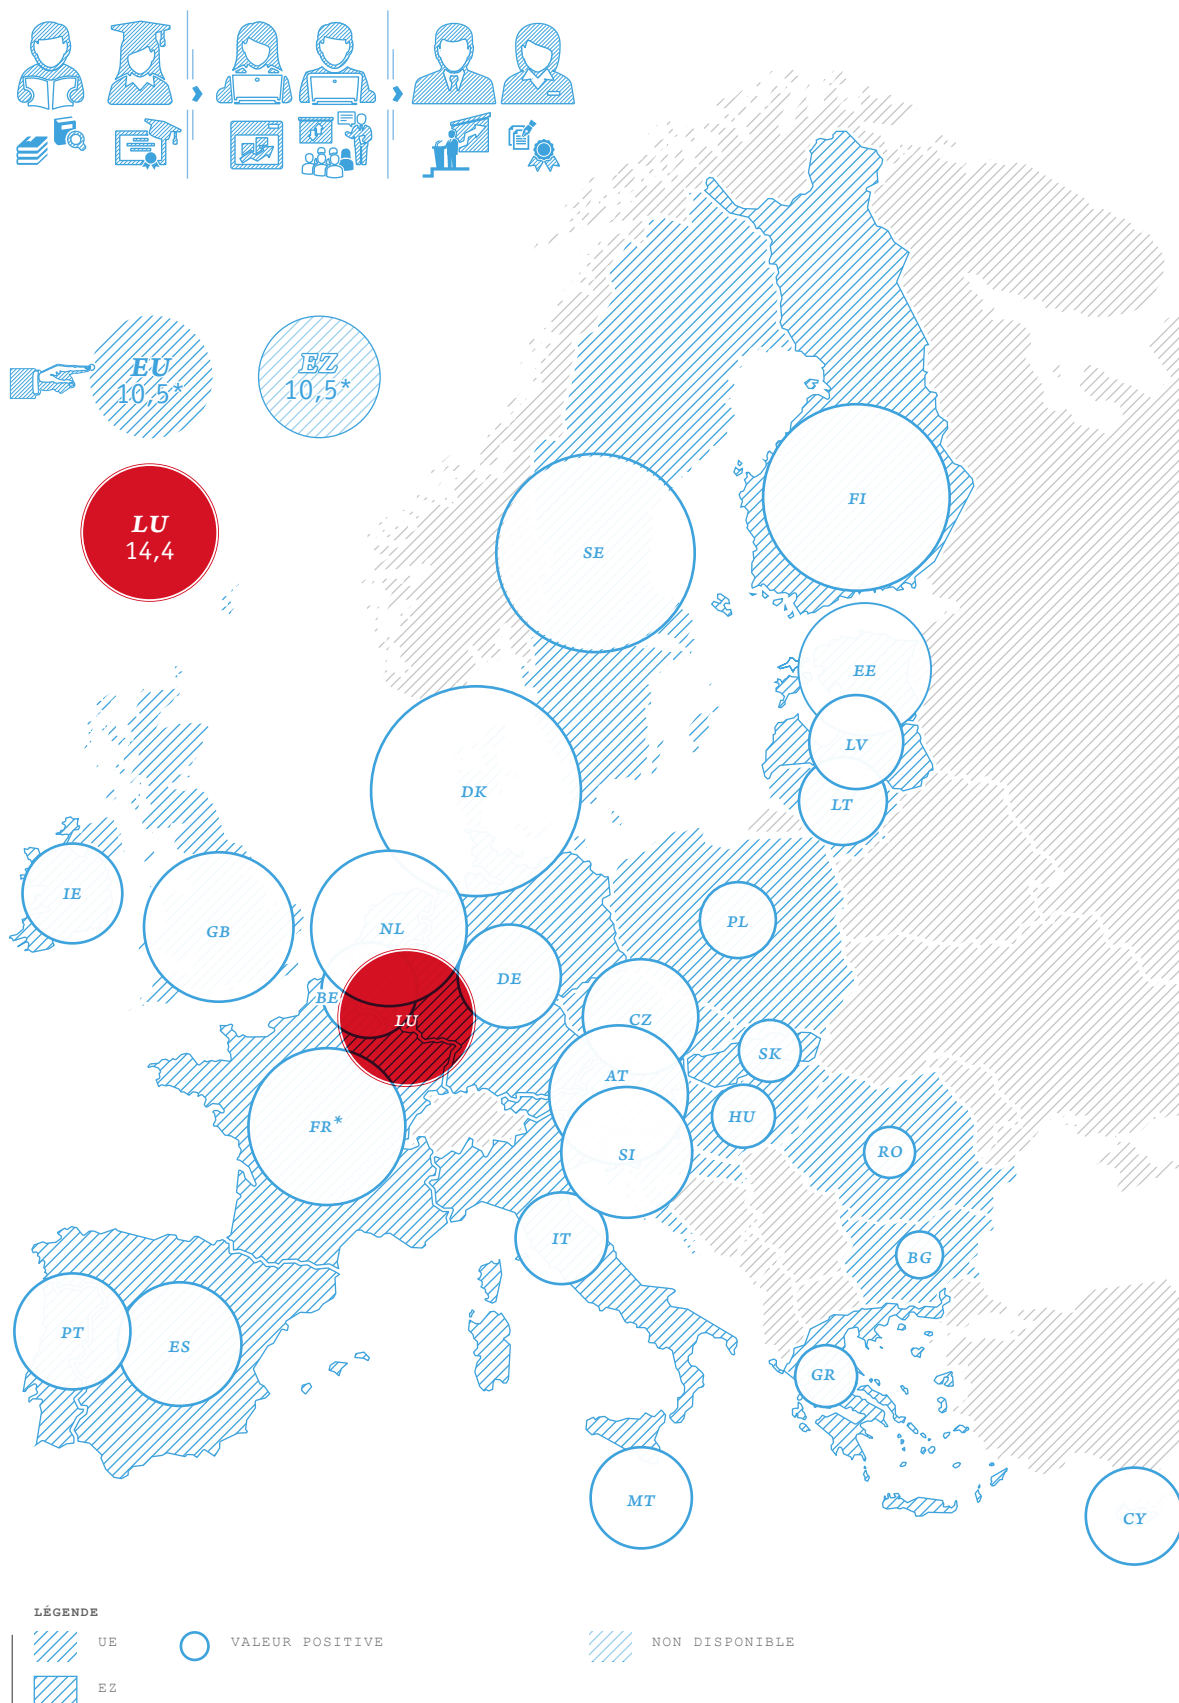 EU
10,5*
EZ
10,5*
LU
14,4
FI
SE
EE
LV
LT
DK
IE
GB
NL
PL
BE
DE
LU
CZ
SK
AT
FR*
HU
SI
RO
IT
BG
PT
ES
GR
MT
CY
LÉGENDE
UE
VALEUR POSITIVE
NON DISPONIBLE
EZ